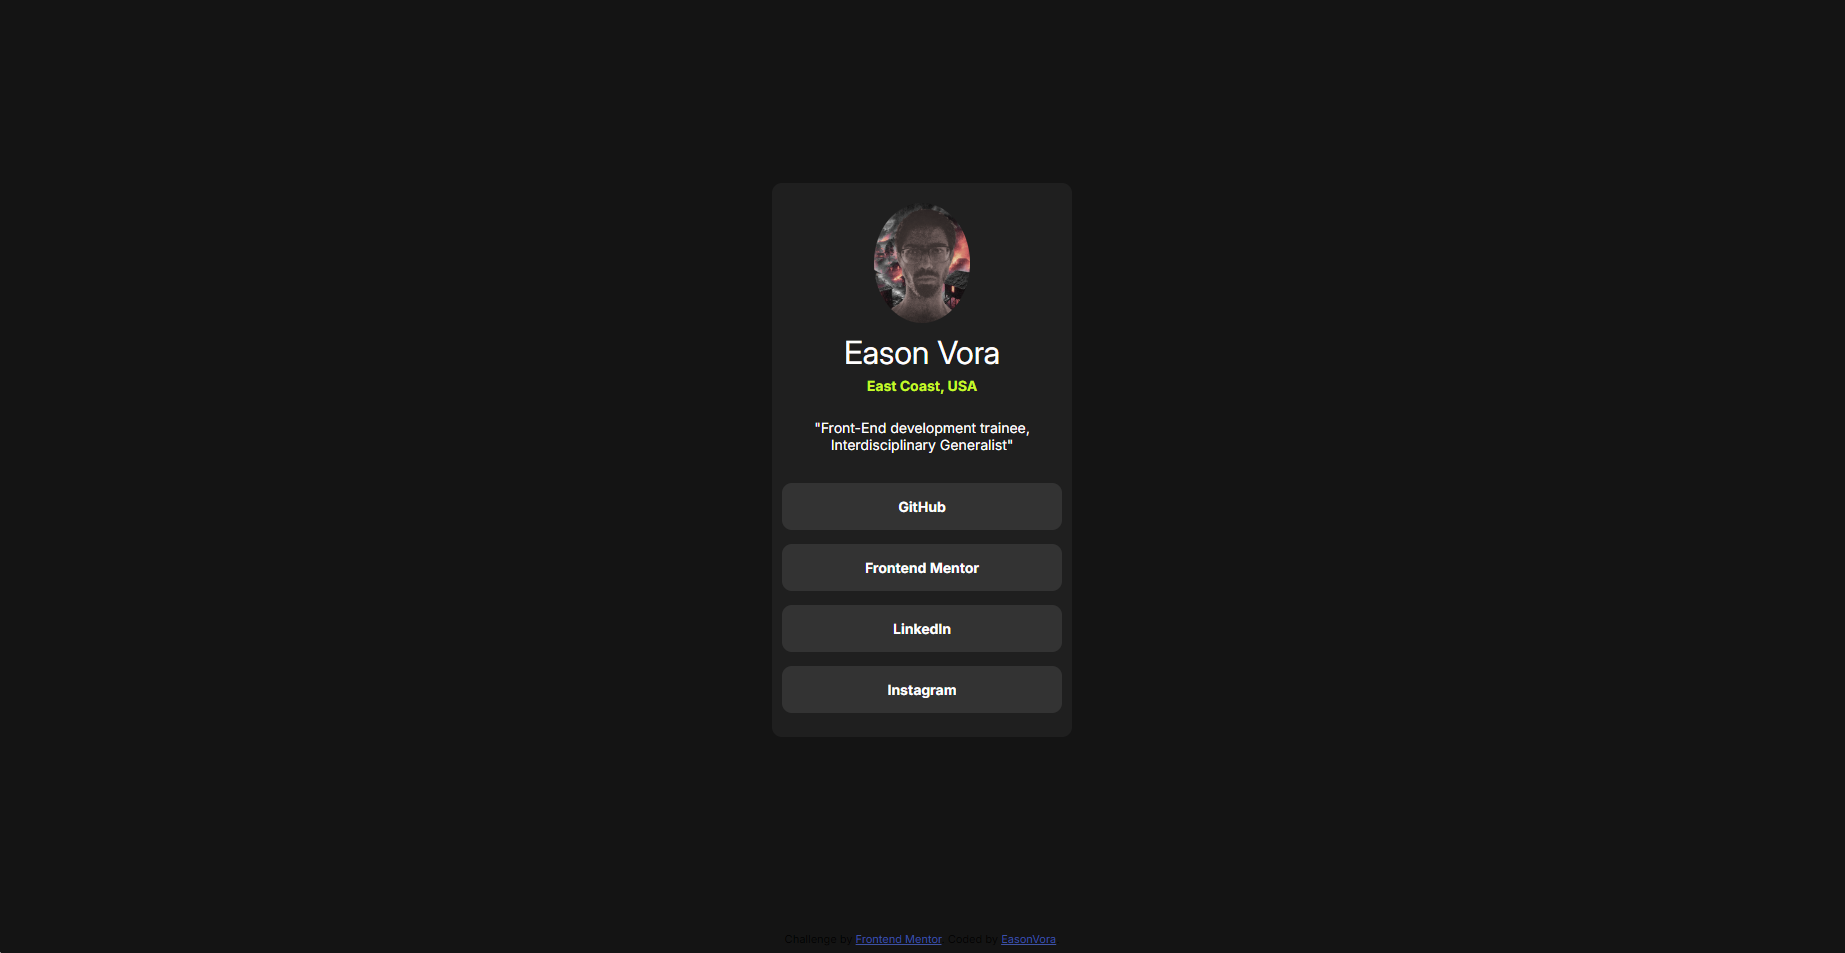 Eason Vora
East Coast, USA
"Front-End development trainee,
Interdisciplinary Generalist"
GitHub
Frontend Mentor
LinkedIn
Instagram
Challenge by Frontend Mentor. Coded by EasonVora